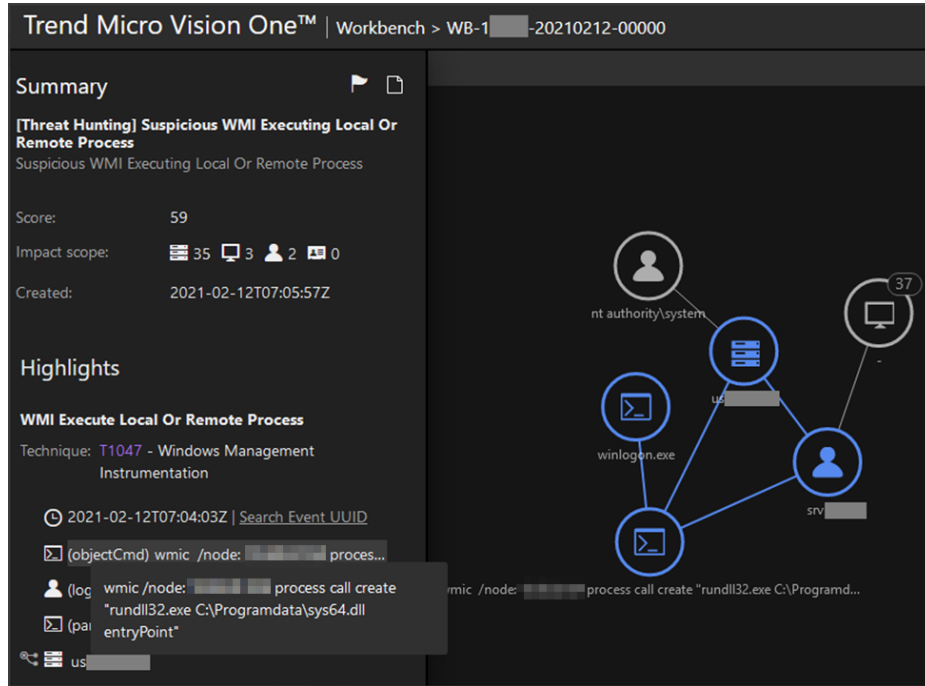 Trend Micro Vision One™ | Workbench > WB-1 -20210212-00000
Summary
[Threat Hunting] Suspicious WMI Executing Local Or
Remote Process
Suspicious WMI Executing Local Or Remote Process
Score: 59
Impact scope: 35 3 2 0
Created: 2021-02-12T07:05:57Z
Highlights
WMI Execute Local Or Remote Process
Technique: T1047 - Windows Management
Instrumentation
2021-02-12T07:04:03Z | Search Event UUID
(objectCmd) wmic /node: proces...
(log
(pa
wmic /node: process call create
"rundll32.exe C:\Programdata\sys64.dll
entryPoint"
us
nt authority\system
37
-
us
winlogon.exe
srv
wmic /node: process call create "rundll32.exe C:\Programd...